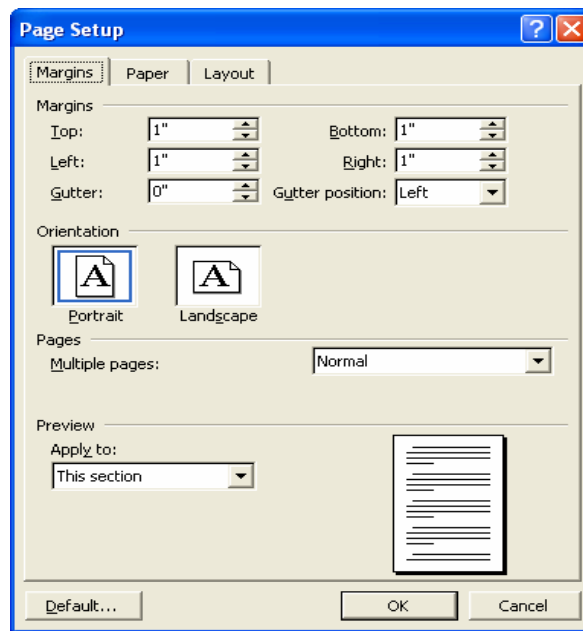 Page Setup
Margins Paper Layout
Margins
Top: 1" Bottom: 1"
Left: 1" Right: 1"
Gutter: 0" Gutter position: Left
Orientation
A A
Portrait Landscape
Pages
Multiple pages: Normal
Preview
Apply to:
This section
Default... OK Cancel